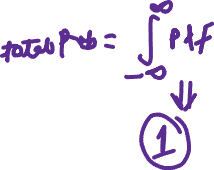 total Prob = ∫_{-∞}^{∞} Pdf
⇓
1